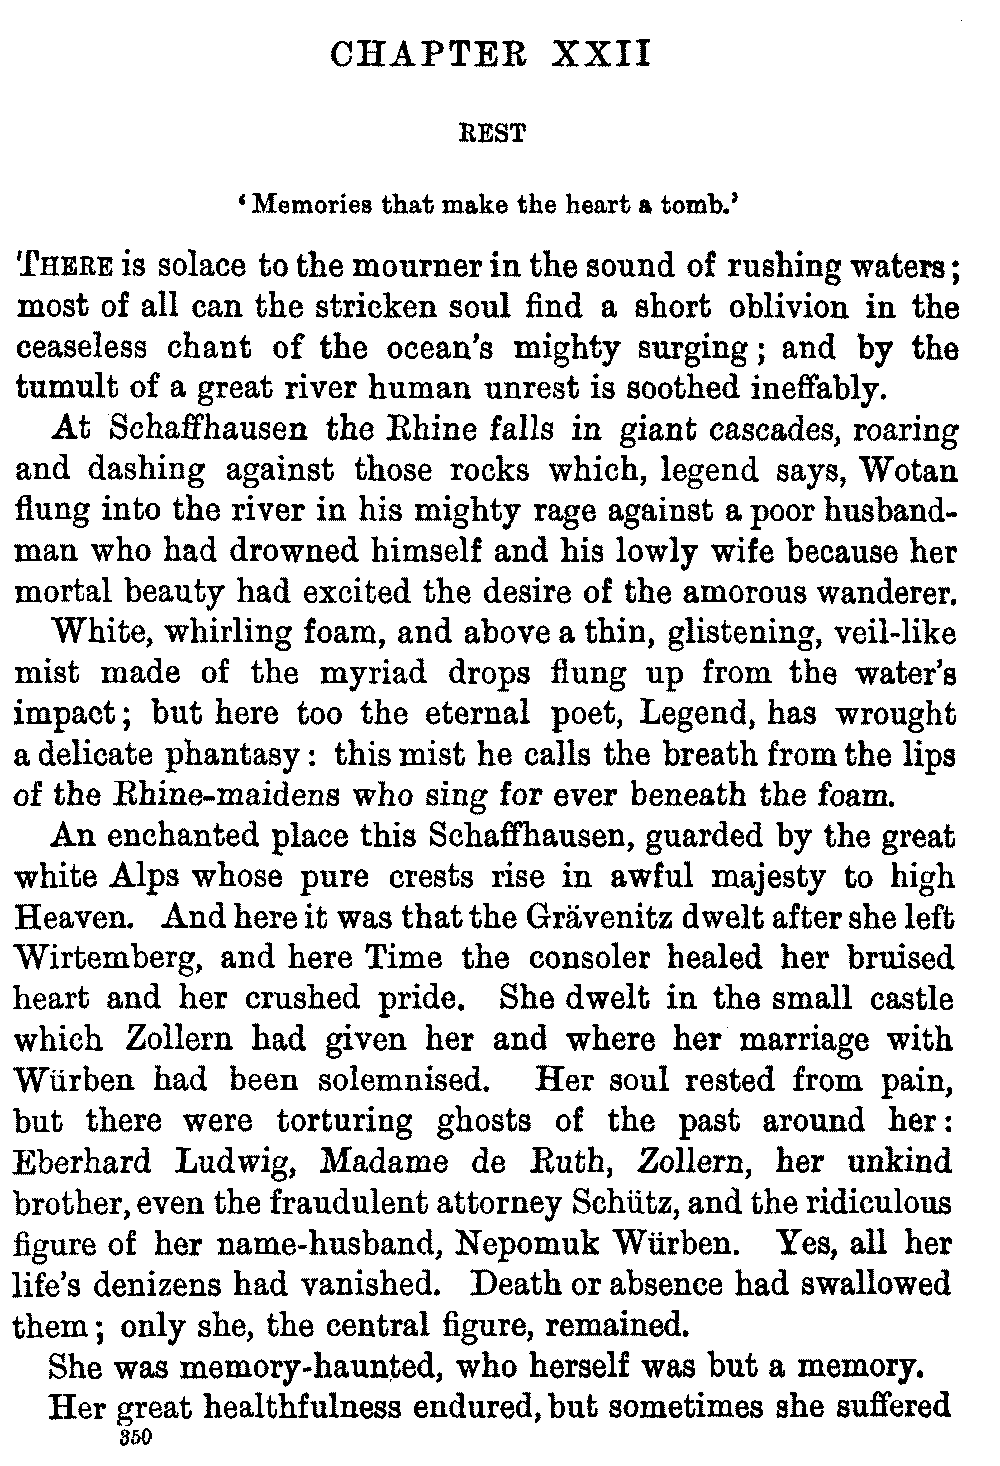 CHAPTER XXII
REST
‘Memories that make the heart a tomb.’
THERE is solace to the mourner in the sound of rushing waters;
most of all can the stricken soul find a short oblivion in the
ceaseless chant of the ocean's mighty surging; and by the
tumult of a great river human unrest is soothed ineffably.
At Schaffhausen the Rhine falls in giant cascades, roaring
and dashing against those rocks which, legend says, Wotan
flung into the river in his mighty rage against a poor husband-
man who had drowned himself and his lowly wife because her
mortal beauty had excited the desire of the amorous wanderer.
White, whirling foam, and above a thin, glistening, veil-like
mist made of the myriad drops flung up from the water's
impact; but here too the eternal poet, Legend, has wrought
a delicate phantasy: this mist he calls the breath from the lips
of the Rhine-maidens who sing for ever beneath the foam.
An enchanted place this Schaffhausen, guarded by the great
white Alps whose pure crests rise in awful majesty to high
Heaven. And here it was that the Grävenitz dwelt after she left
Wirtemberg, and here Time the consoler healed her bruised
heart and her crushed pride. She dwelt in the small castle
which Zollern had given her and where her marriage with
Würben had been solemnised. Her soul rested from pain,
but there were torturing ghosts of the past around her:
Eberhard Ludwig, Madame de Ruth, Zollern, her unkind
brother, even the fraudulent attorney Schütz, and the ridiculous
figure of her name-husband, Nepomuk Würben. Yes, all her
life's denizens had vanished. Death or absence had swallowed
them; only she, the central figure, remained.
She was memory-haunted, who herself was but a memory.
Her great healthfulness endured, but sometimes she suffered
350